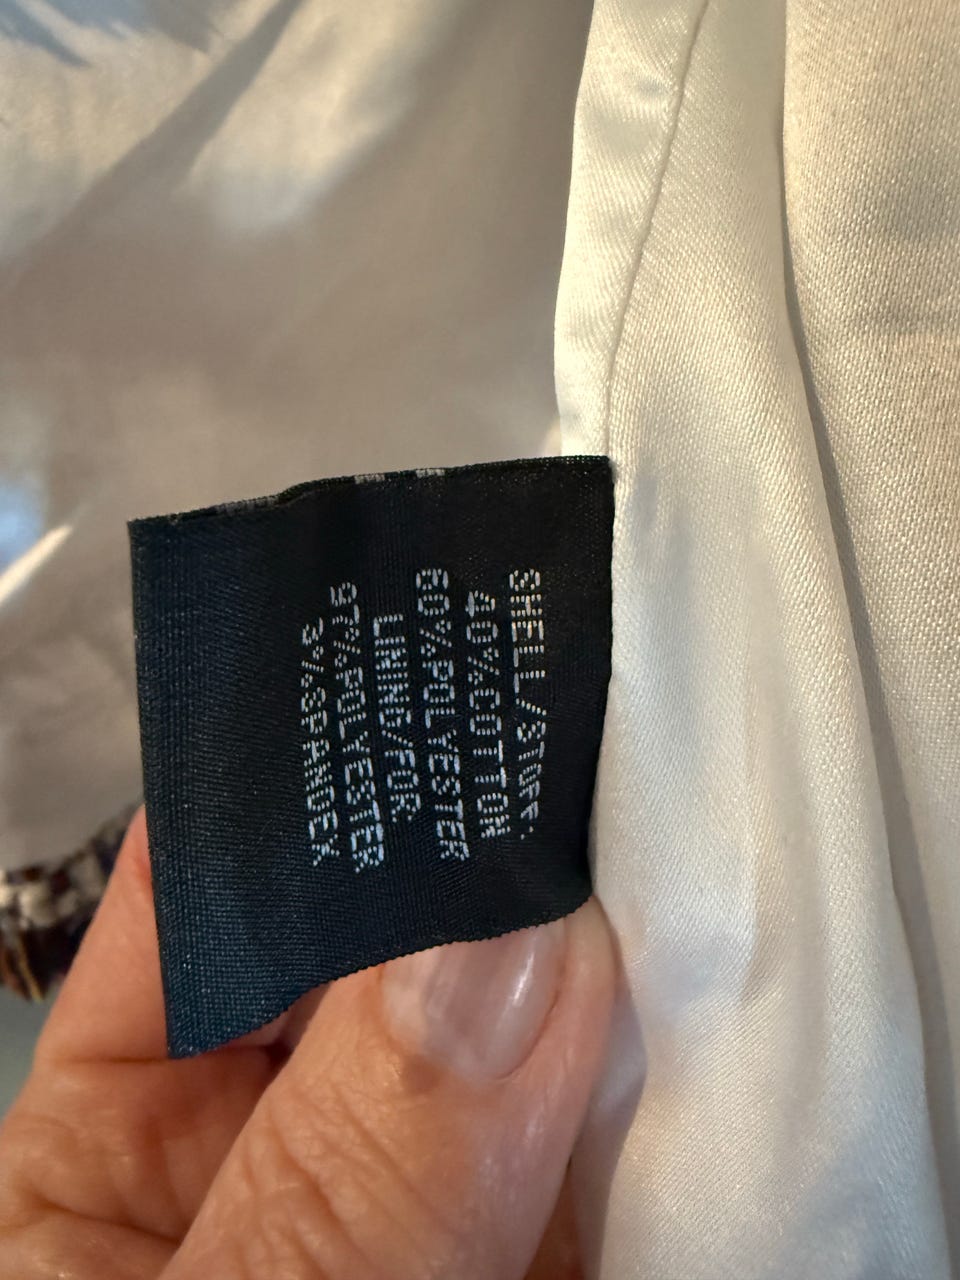 SHELL/STOFF:
40%COTTON
60%POLYESTER
LINING/FOR
97%POLYESTER
3%SPANDEX